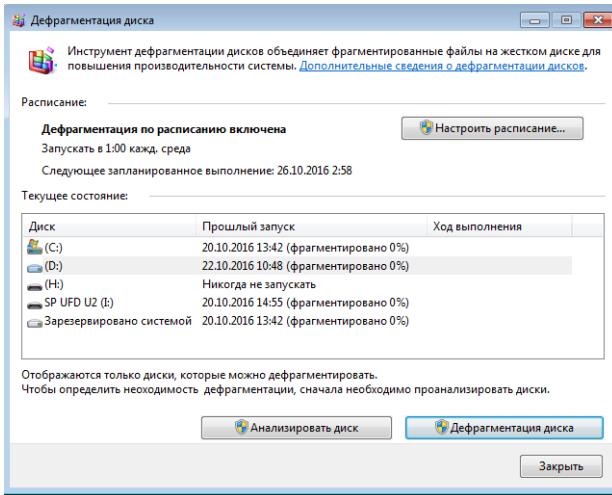 Дефрагментация диска
Инструмент дефрагментации дисков объединяет фрагментированные файлы на жестком диске для
повышения производительности системы. Дополнительные сведения о дефрагментации дисков.
Расписание:
Дефрагментация по расписанию включена
Настроить расписание...
Запускать в 1:00 кажд. среда
Следующее запланированное выполнение: 26.10.2016 2:58
Текущее состояние:
Диск Прошлый запуск Ход выполнения
(C:) 20.10.2016 13:42 (фрагментировано 0%)
(D:) 22.10.2016 10:48 (фрагментировано 0%)
(H:) Никогда не запускать
SP UFD U2 (I:) 20.10.2016 14:55 (фрагментировано 0%)
Зарезервировано системой 20.10.2016 13:42 (фрагментировано 0%)
Отображаются только диски, которые можно дефрагментировать.
Чтобы определить неоходимость дефрагментации, сначала необходимо проанализировать диски.
Анализировать диск Дефрагментация диска
Закрыть